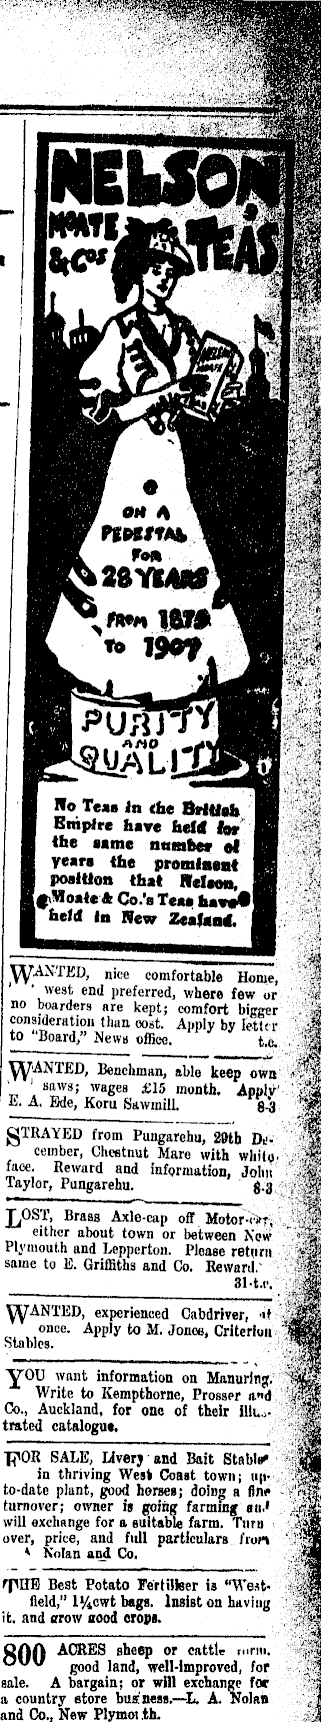 NELSON
MOATE
& Cos
TEAS
NELSON
MOATE
ON A
PEDESTAL
FOR
28 YEARS
FROM 1879
TO 1907
PURITY
AND
QUALITY
No Teas in the British
Empire have held for
the same number of
years the prominent
position that Nelson,
Moate & Co.'s Teas have
held in New Zealand.
WANTED, nice comfortable Home,
west end preferred, where few or
no boarders are kept; comfort bigger
consideration than cost. Apply by letter
to "Board," News office. t.c.
WANTED, Benchman, able keep own
saws; wages £15 month. Apply
E. A. Ede, Koru Sawmill. 8-3
STRAYED from Pungarehu, 29th De-
cember, Chestnut Mare with white
face. Reward and information, John
Taylor, Pungarehu. 8-3
LOST, Brass Axle-cap off Motor-car,
either about town or between New
Plymouth and Lepperton. Please return
same to E. Griffiths and Co. Reward.
31-t.c.
WANTED, experienced Cabdriver, at
once. Apply to M. Jones, Criterion
Stables.
YOU want information on Manuring.
Write to Kempthorne, Prosser and
Co., Auckland, for one of their illus-
trated catalogue.
FOR SALE, Livery and Bait Stable
in thriving West Coast town; up-
to-date plant, good horses; doing a fine
turnover; owner is going farming and
will exchange for a suitable farm. Turn
over, price, and full particulars from
Nolan and Co.
THE Best Potato Fertiliser is "West-
field," 1¼cwt bags. Insist on having
it. and grow good crops.
800 ACRES sheep or cattle farm,
good land, well-improved, for
sale. A bargain; or will exchange for
a country store business.—L. A. Nolan
and Co., New Plymouth.